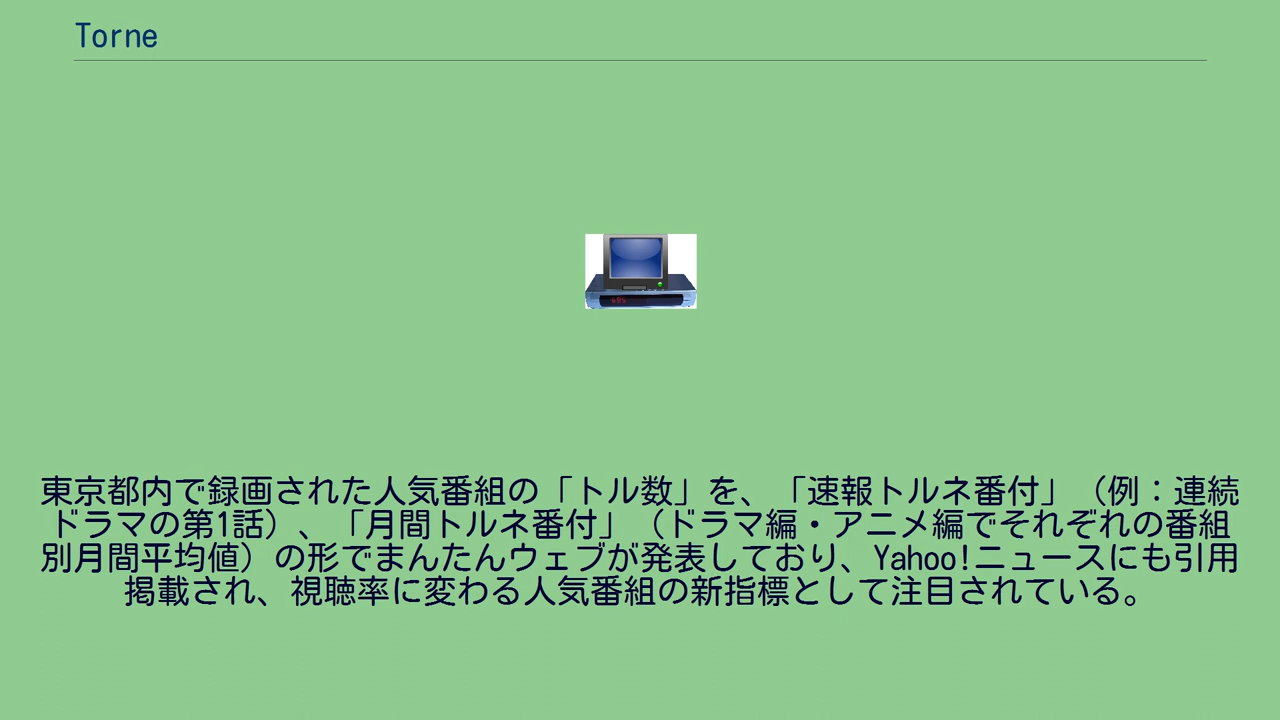 Torne
東京都内で録画された人気番組の「トル数」を、「速報トルネ番付」（例：連続
ドラマの第1話）、「月間トルネ番付」（ドラマ編・アニメ編でそれぞれの番組
別月間平均値）の形でまんたんウェブが発表しており、Yahoo!ニュースにも引用
掲載され、視聴率に変わる人気番組の新指標として注目されている。